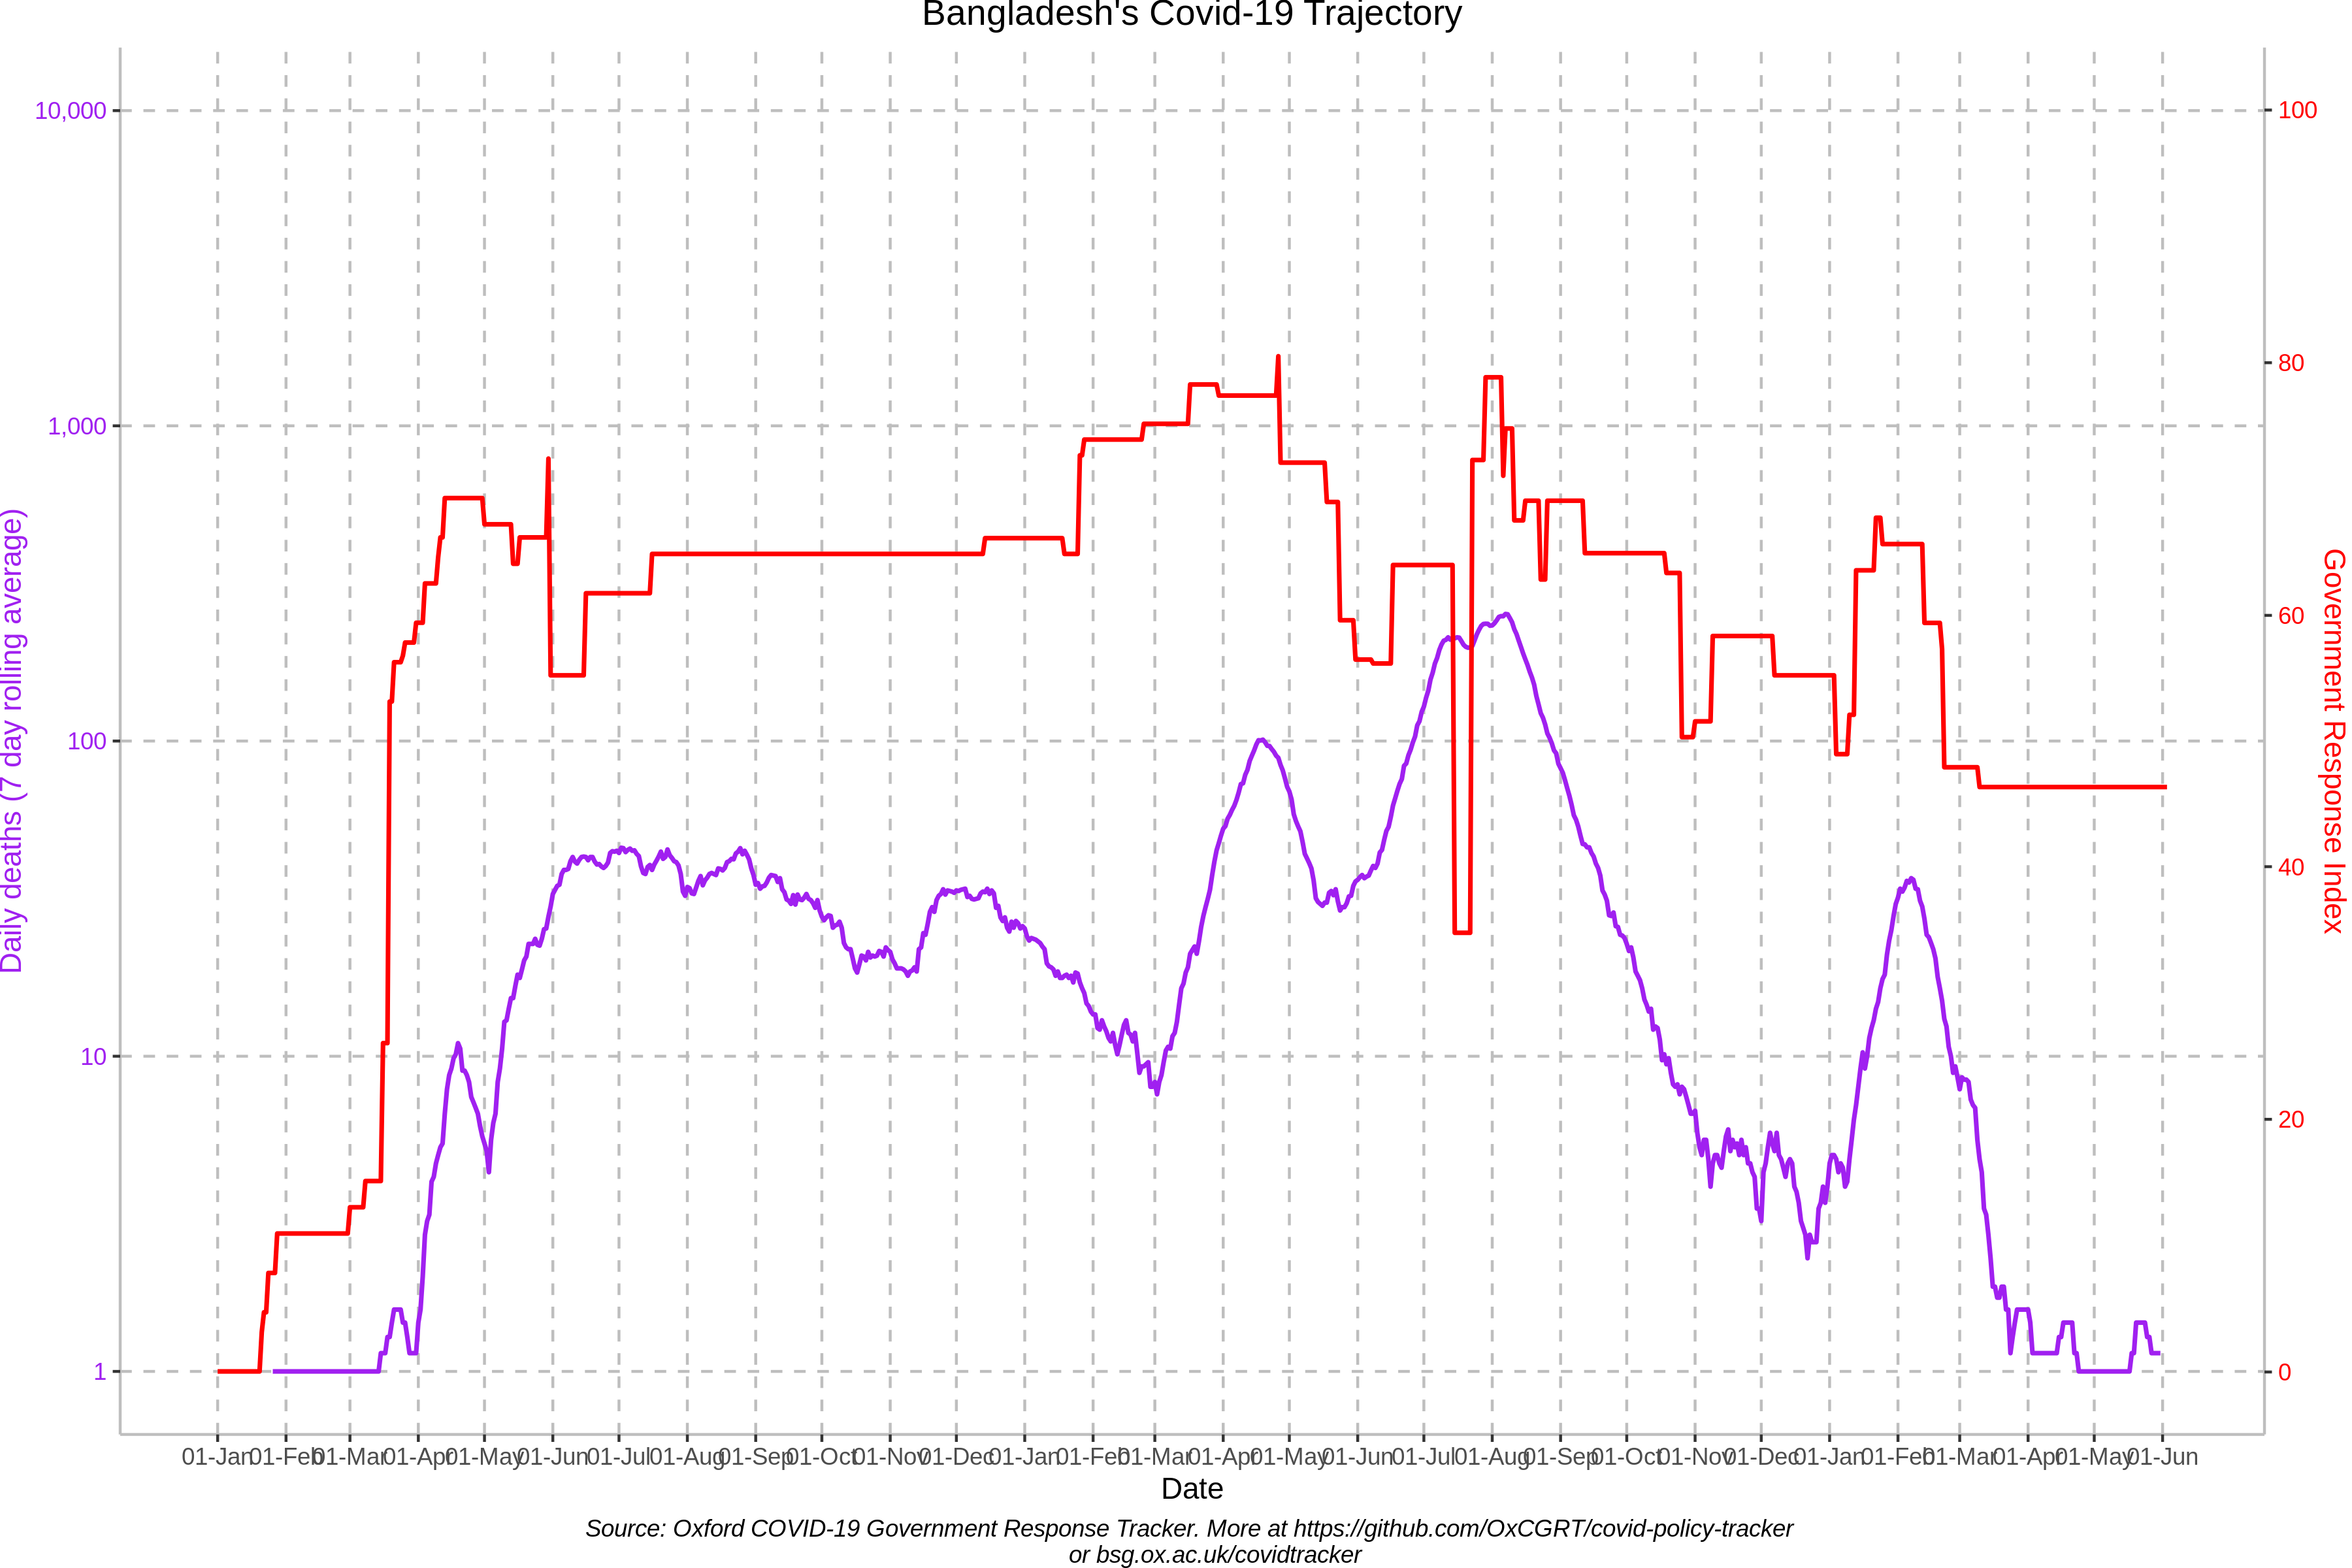 Bangladesh's Covid-19 Trajectory
Daily deaths (7 day rolling average)
10,000
1,000
100
10
1
Government Response Index
100
80
60
40
20
0
01-Jan 01-Feb 01-Mar 01-Apr 01-May 01-Jun 01-Jul 01-Aug 01-Sep 01-Oct 01-Nov 01-Dec 01-Jan 01-Feb 01-Mar 01-Apr 01-May 01-Jun 01-Jul 01-Aug 01-Sep 01-Oct 01-Nov 01-Dec 01-Jan 01-Feb 01-Mar 01-Apr 01-May 01-Jun
Date
Source: Oxford COVID-19 Government Response Tracker. More at https://github.com/OxCGRT/covid-policy-tracker
or bsg.ox.ac.uk/covidtracker